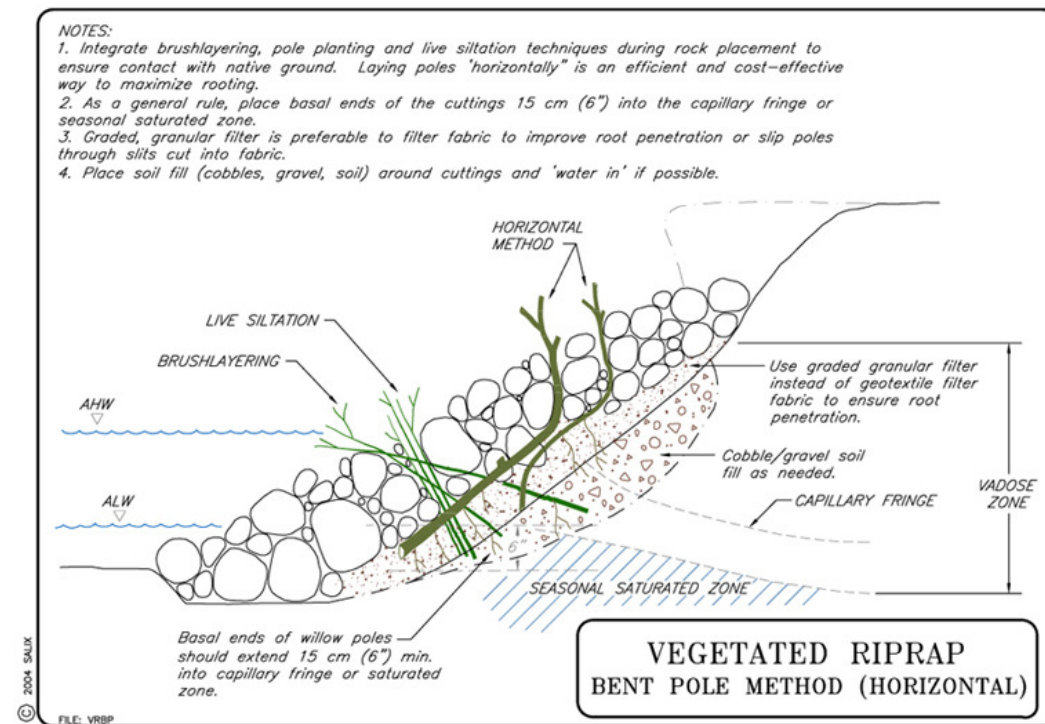 NOTES:
1. Integrate brushlayering, pole planting and live siltation techniques during rock placement to
ensure contact with native ground. Laying poles 'horizontally" is an efficient and cost-effective
way to maximize rooting.
2. As a general rule, place basal ends of the cuttings 15 cm (6") into the capillary fringe or
seasonal saturated zone.
3. Graded, granular filter is preferable to filter fabric to improve root penetration or slip poles
through slits cut into fabric.
4. Place soil fill (cobbles, gravel, soil) around cuttings and 'water in' if possible.
HORIZONTAL
METHOD
LIVE SILTATION
BRUSHLAYERING
AHW
ALW
Use graded granular filter
instead of geotextile filter
fabric to ensure root
penetration.
Cobble/gravel soil
fill as needed.
VADOSE
ZONE
CAPILLARY FRINGE
6"
SEASONAL SATURATED ZONE
Basal ends of willow poles
should extend 15 cm (6") min.
into capillary fringe or saturated
zone.
VEGETATED RIPRAP
BENT POLE METHOD (HORIZONTAL)
© 2004 SALIX
FILE: VRBP